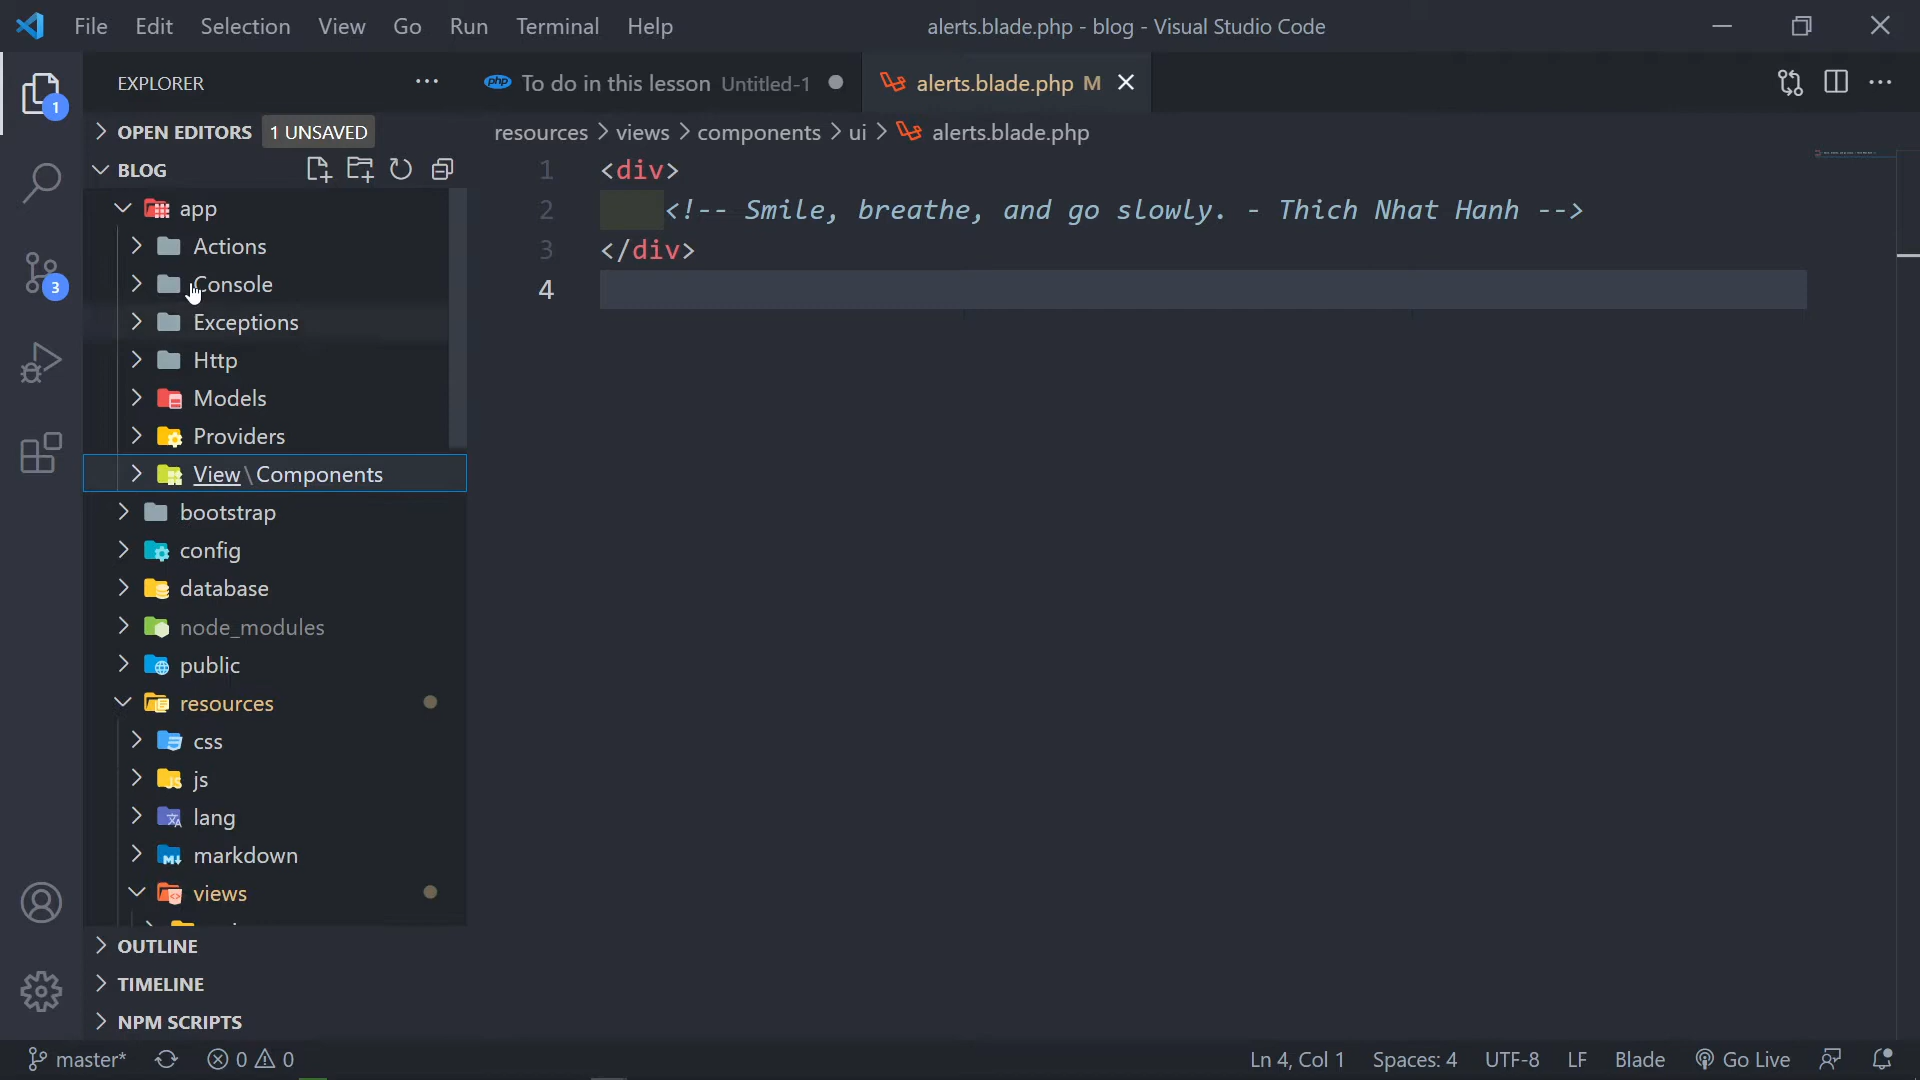 File Edit Selection View Go Run Terminal Help alerts.blade.php - blog - Visual Studio Code
EXPLORER
php To do in this lesson Untitled-1
alerts.blade.php M
1
OPEN EDITORS 1 UNSAVED
resources > views > components > ui > alerts.blade.php
BLOG
app
Actions
Console
Exceptions
Http
Models
Providers
View\Components
bootstrap
config
database
node_modules
public
resources
css
js
lang
markdown
views
OUTLINE
TIMELINE
NPM SCRIPTS
3
1 <div>
2 <!-- Smile, breathe, and go slowly. - Thich Nhat Hanh -->
3 </div>
4
master* 0 0 Ln 4, Col 1 Spaces: 4 UTF-8 LF Blade Go Live